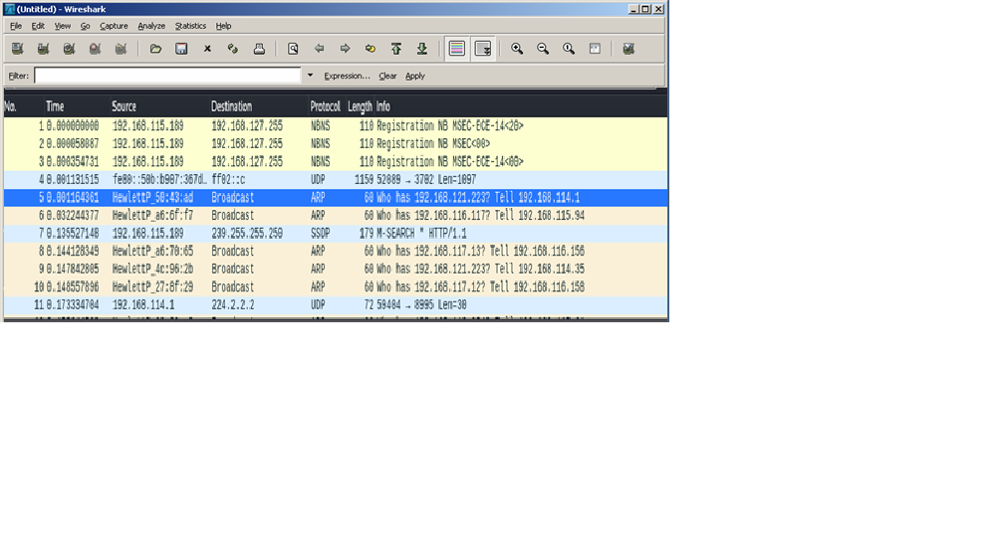 (Untitled) - Wireshark
File Edit View Go Capture Analyze Statistics Help
Filter: Expression... Clear Apply
No. Time Source Destination Protocol Length Info
1 0.000000000 192.168.115.189 192.168.127.255 NBNS 110 Registration NB MSEC-ECE-14<20>
2 0.000058087 192.168.115.189 192.168.127.255 NBNS 110 Registration NB MSEC<00>
3 0.000354731 192.168.115.189 192.168.127.255 NBNS 110 Registration NB MSEC-ECE-14<00>
4 0.001131515 fe80::50b:b907:367d… ff02::c UDP 1159 52089 → 3702 Len=1097
5 0.001164361 HewlettP_50:43:ad Broadcast ARP 60 Who has 192.168.121.223? Tell 192.168.114.1
6 0.032244377 HewlettP_a6:6f:f7 Broadcast ARP 60 Who has 192.168.116.117? Tell 192.168.115.94
7 0.135527148 192.168.115.189 239.255.255.250 SSDP 179 M-SEARCH * HTTP/1.1
8 0.144128349 HewlettP_a6:70:65 Broadcast ARP 60 Who has 192.168.117.13? Tell 192.168.116.156
9 0.147842805 HewlettP_4c:96:2b Broadcast ARP 60 Who has 192.168.121.223? Tell 192.168.114.35
10 0.148557896 HewlettP_27:8f:29 Broadcast ARP 60 Who has 192.168.117.12? Tell 192.168.116.158
11 0.173334704 192.168.114.1 224.2.2.2 UDP 72 59404 → 8995 Len=30